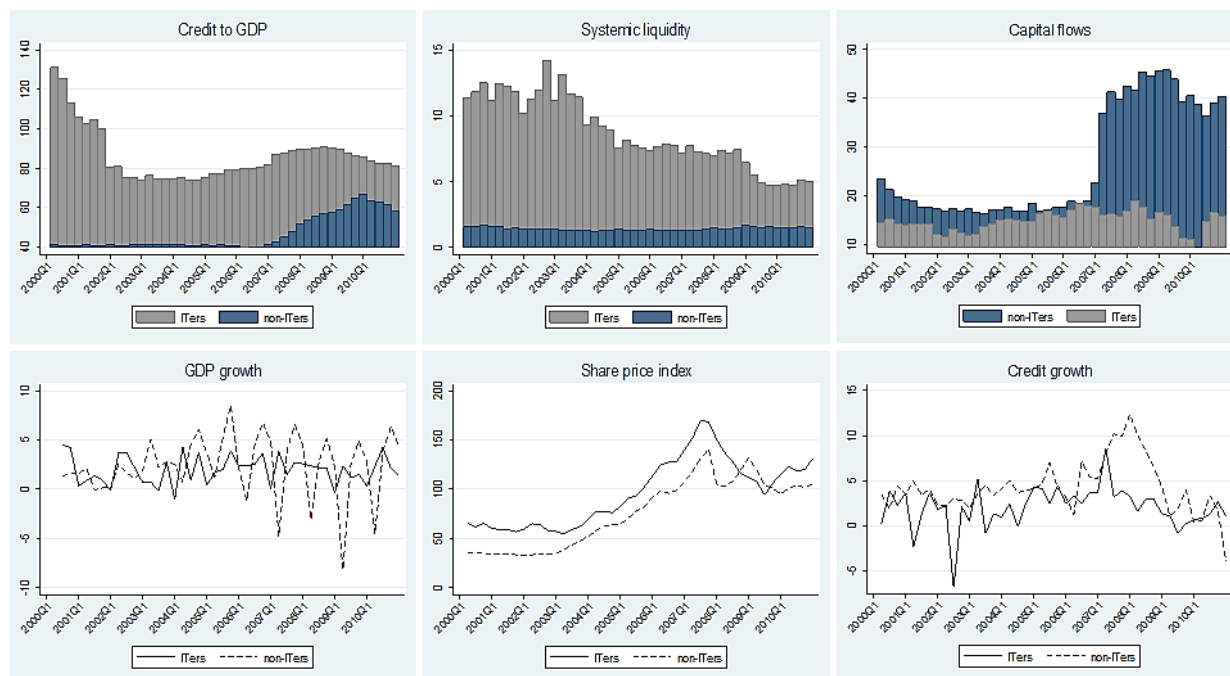 Credit to GDP
140
120
100
80
60
40
2000Q1 2001Q1 2002Q1 2003Q1 2004Q1 2005Q1 2006Q1 2007Q1 2008Q1 2009Q1 2010Q1
ITers non-ITers
Systemic liquidity
15
10
5
0
2000Q1 2001Q1 2002Q1 2003Q1 2004Q1 2005Q1 2006Q1 2007Q1 2008Q1 2009Q1 2010Q1
ITers non-ITers
Capital flows
50
40
30
20
10
2000Q1 2001Q1 2002Q1 2003Q1 2004Q1 2005Q1 2006Q1 2007Q1 2008Q1 2009Q1 2010Q1
non-ITers ITers
GDP growth
10
5
0
-5
-10
2000Q1 2001Q1 2002Q1 2003Q1 2004Q1 2005Q1 2006Q1 2007Q1 2008Q1 2009Q1 2010Q1
ITers non-ITers
Share price index
200
150
100
50
0
2000Q1 2001Q1 2002Q1 2003Q1 2004Q1 2005Q1 2006Q1 2007Q1 2008Q1 2009Q1 2010Q1
ITers non-ITers
Credit growth
15
10
5
0
-5
2000Q1 2001Q1 2002Q1 2003Q1 2004Q1 2005Q1 2006Q1 2007Q1 2008Q1 2009Q1 2010Q1
ITers non-ITers